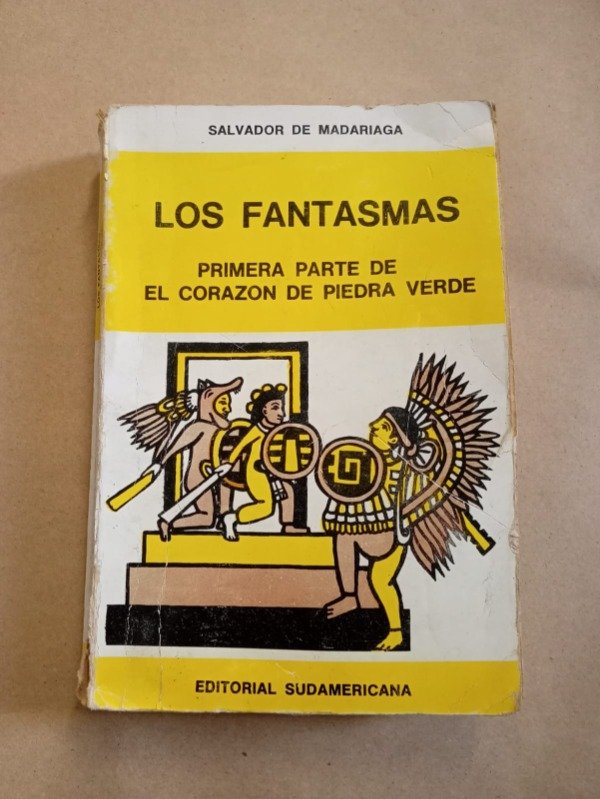 SALVADOR DE MADARIAGA
LOS FANTASMAS
PRIMERA PARTE DE
EL CORAZON DE PIEDRA VERDE
EDITORIAL SUDAMERICANA